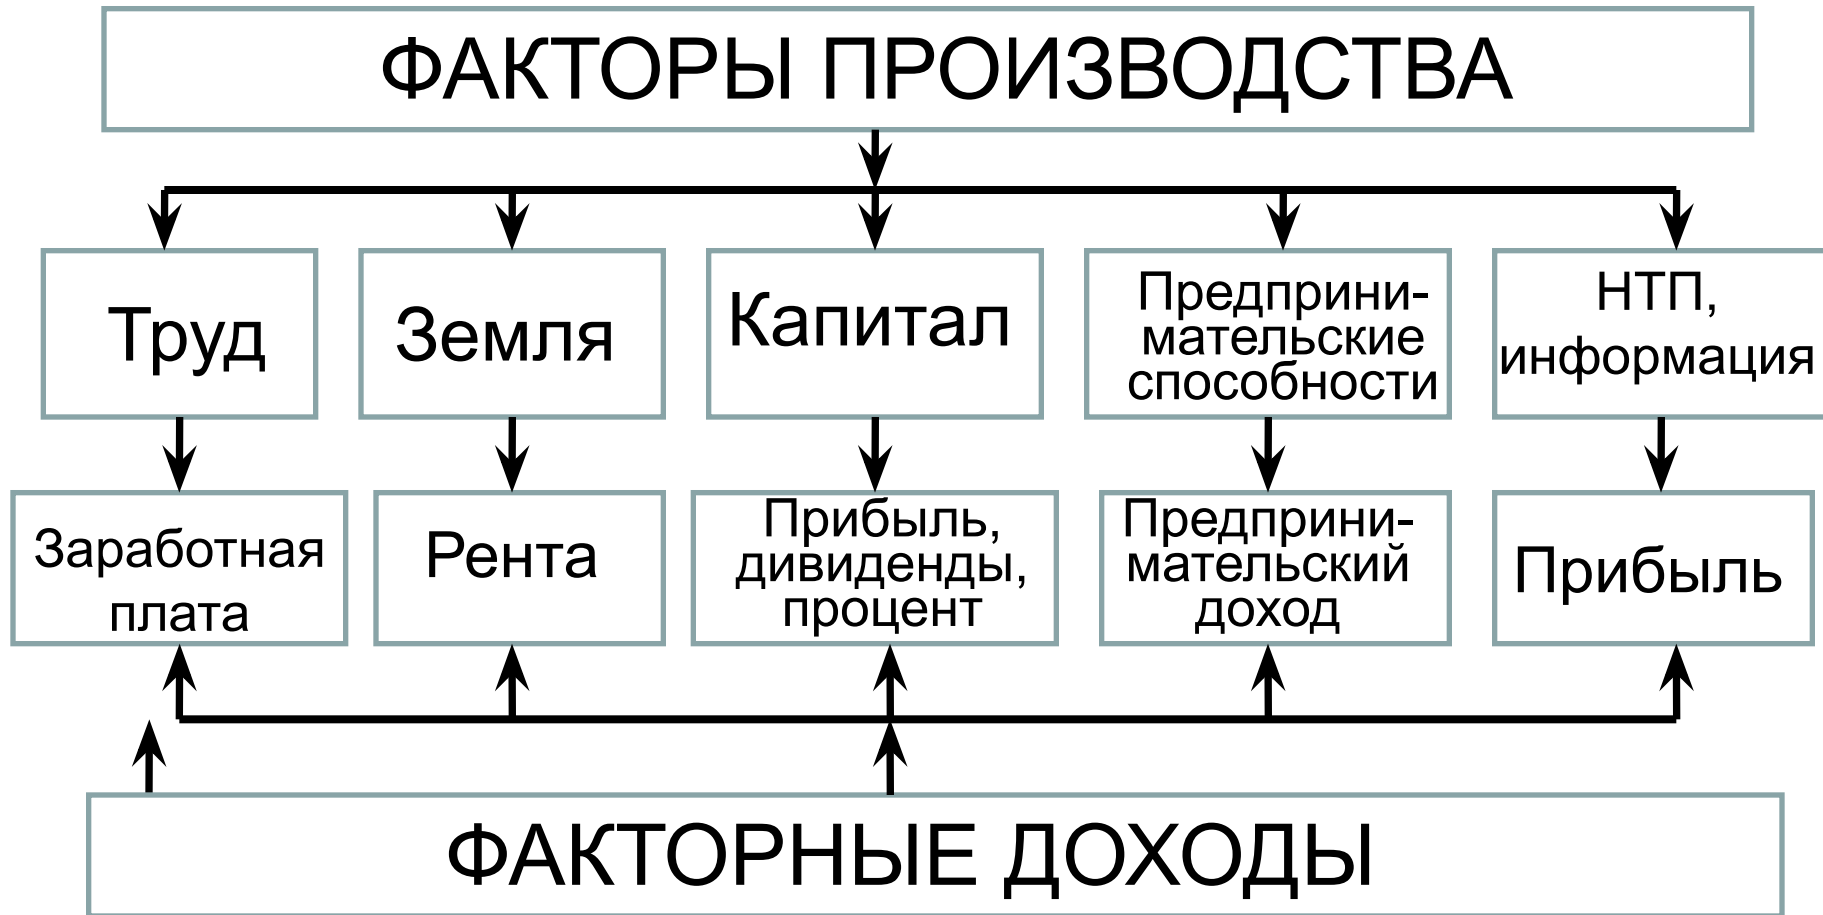 ФАКТОРЫ ПРОИЗВОДСТВА
Труд
Земля
Капитал
Предприни-
мательские
способности
НТП,
информация
Заработная
плата
Рента
Прибыль,
дивиденды,
процент
Предприни-
мательский
доход
Прибыль
ФАКТОРНЫЕ ДОХОДЫ